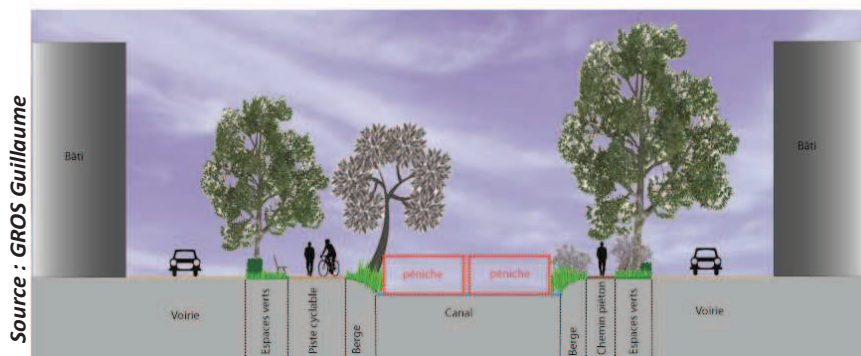 Source : GROS Guillaume
Bâti
Bâti
péniche
péniche
Voirie
Espaces verts
Piste cyclable
Berge
Canal
Berge
Chemin piéton
Espaces verts
Voirie